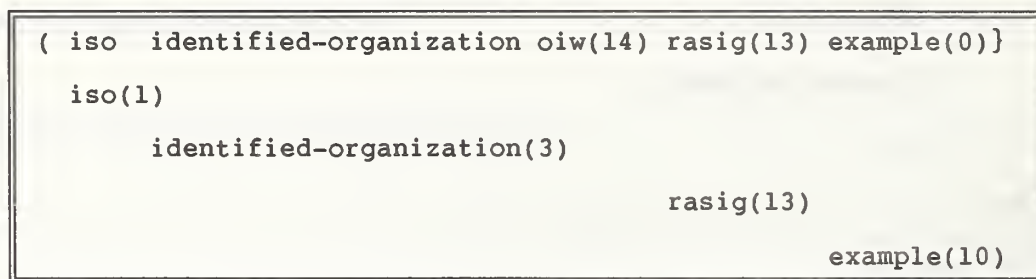 ( iso identified-organization oiw(14) rasig(13) example(0)}
iso(1)
identified-organization(3)
rasig(13)
example(10)